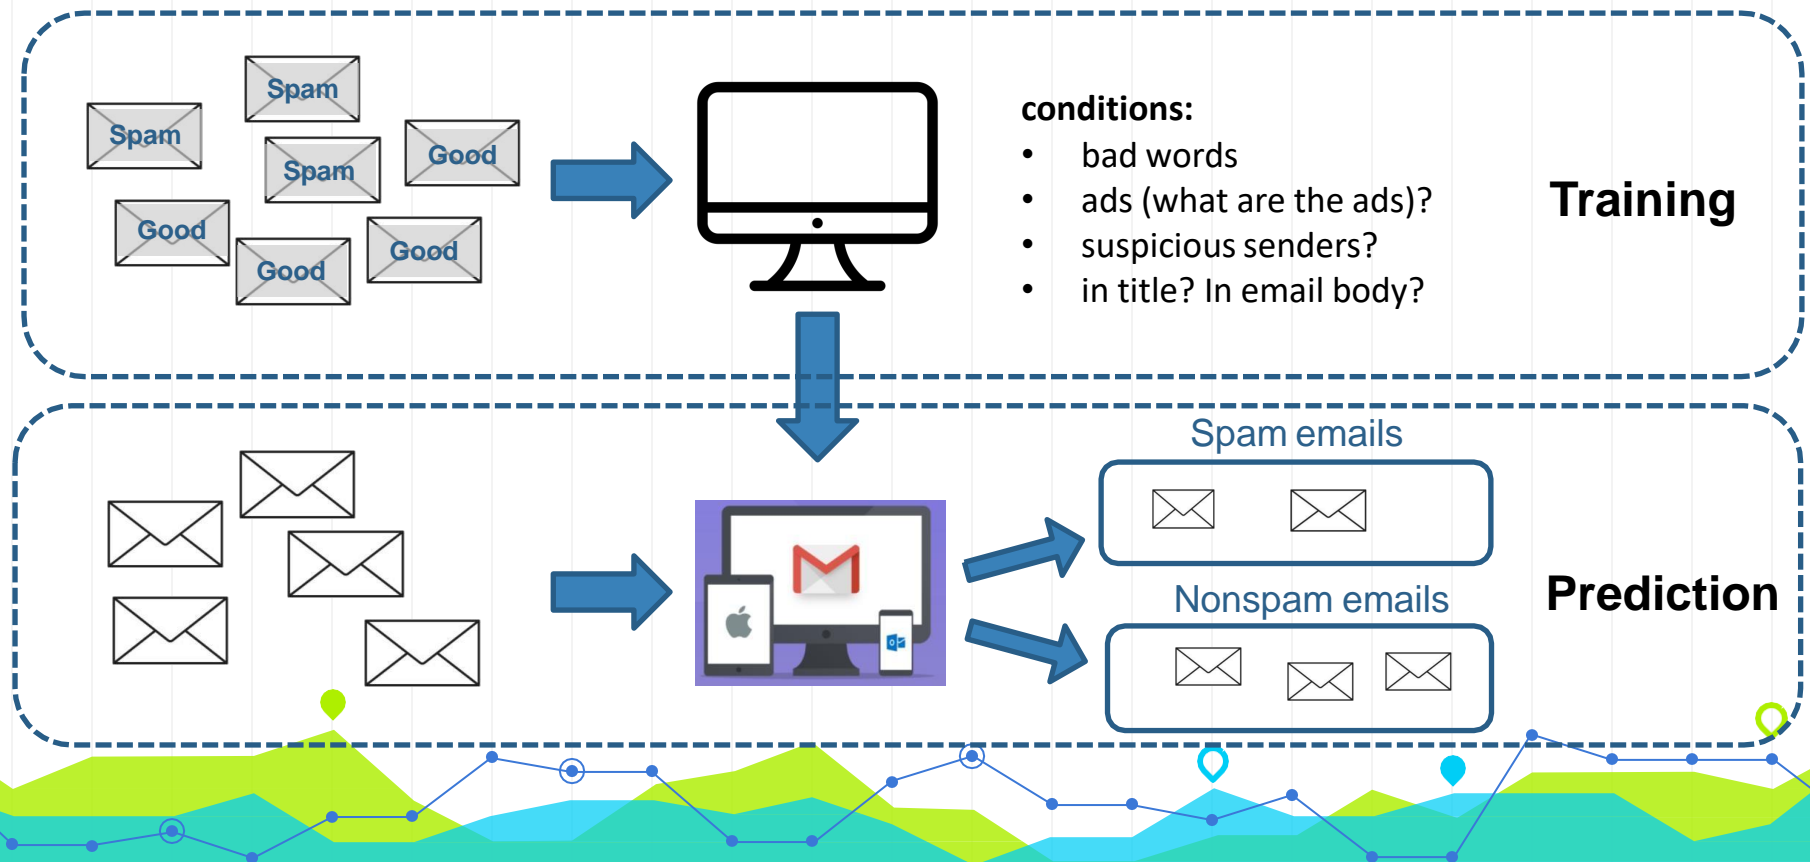 Spam
Spam
Spam
Good
Good
Good
Good
conditions:
• bad words
• ads (what are the ads)?
• suspicious senders?
• in title? In email body?
Training
Spam emails
Nonspam emails
Prediction